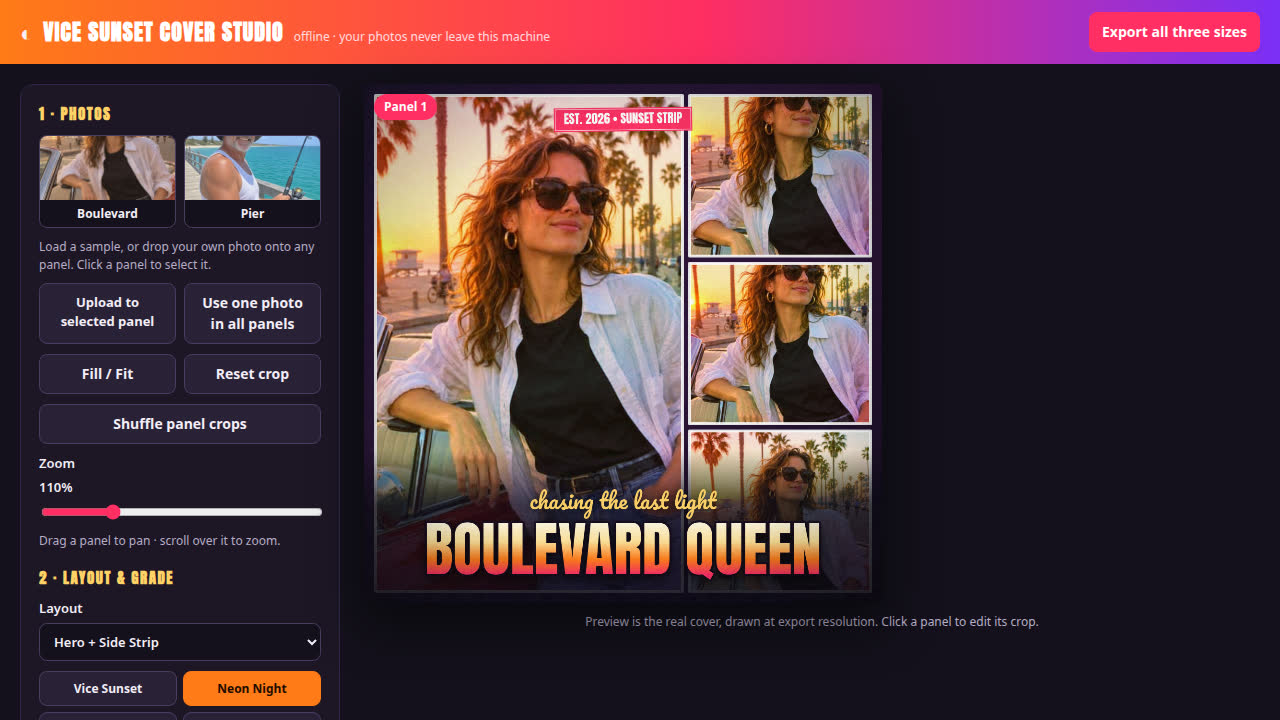 VICE SUNSET COVER STUDIO
offline · your photos never leave this machine
Export all three sizes
1 · PHOTOS
Boulevard
Pier
Load a sample, or drop your own photo onto any
panel. Click a panel to select it.
Upload to
selected panel
Use one photo
in all panels
Fill / Fit
Reset crop
Shuffle panel crops
Zoom
110%
Drag a panel to pan · scroll over it to zoom.
2 · LAYOUT & GRADE
Layout
Hero + Side Strip
Vice Sunset
Neon Night
Panel 1
EST. 2026 • SUNSET STRIP
chasing the last light
BOULEVARD QUEEN
Preview is the real cover, drawn at export resolution. Click a panel to edit its crop.